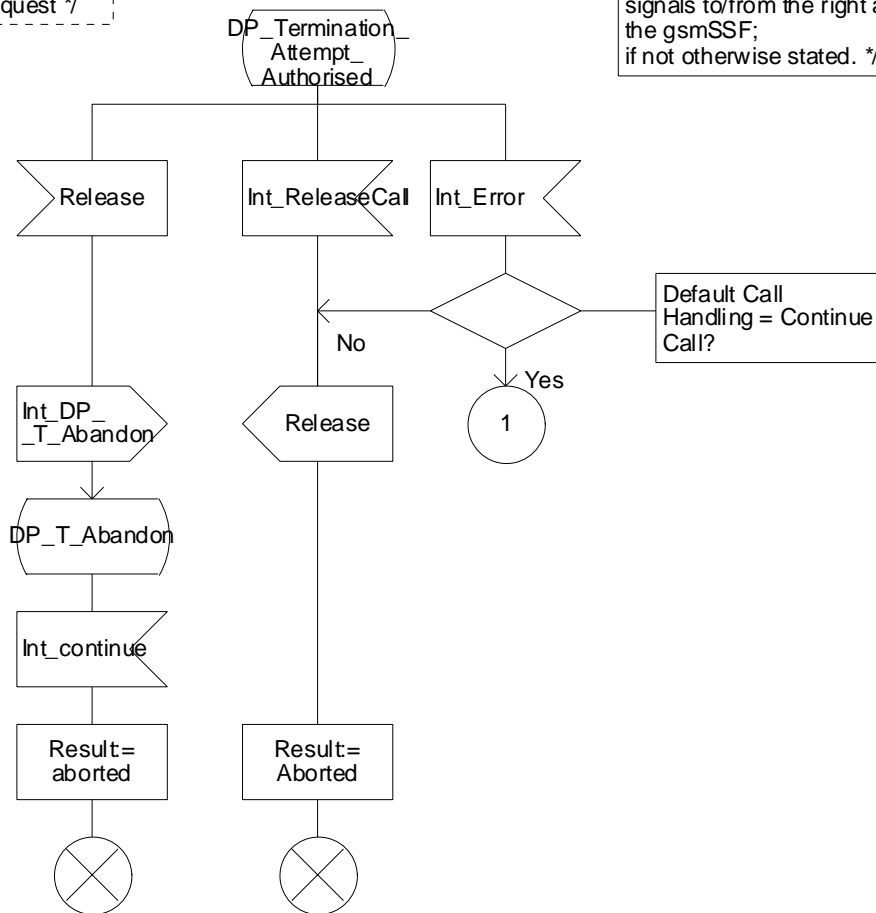 quest */
signals to/from the right a
the gsmSSF;
if not otherwise stated. */
DP_Termination_
Attempt_
Authorised
Release
Int_ReleaseCall
Int_Error
Default Call
Handling = Continue
Call?
No
Yes
Int_DP_
_T_Abandon
Release
1
DP_T_Abandon
Int_continue
Result:=
aborted
Result:=
Aborted